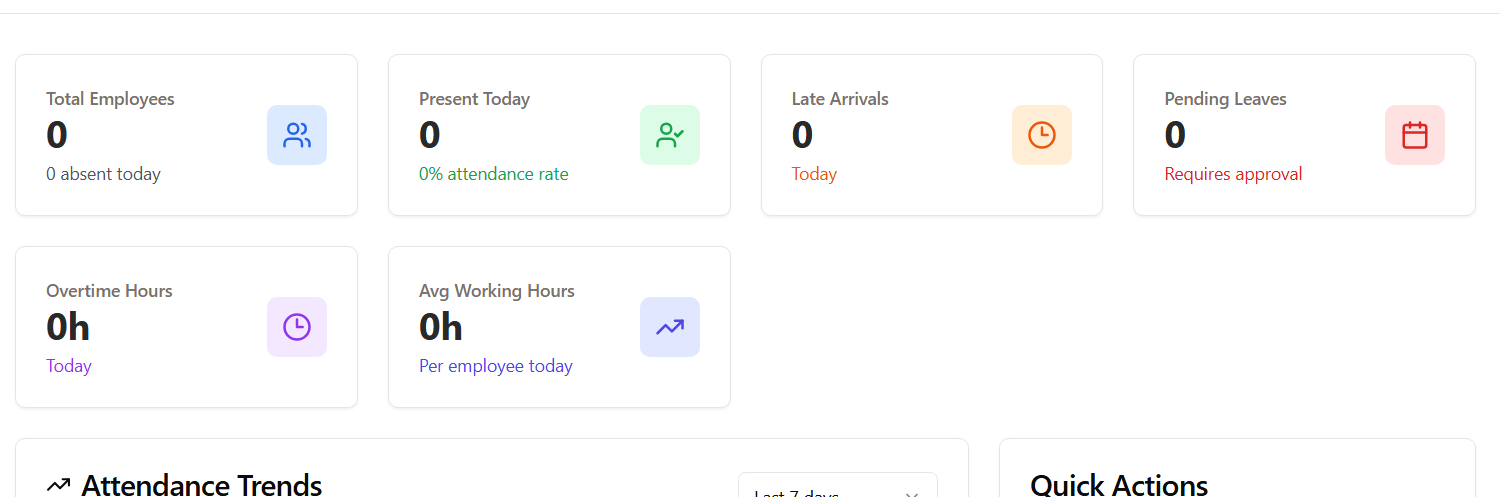 Total Employees
0
0 absent today
Present Today
0
0% attendance rate
Late Arrivals
0
Today
Pending Leaves
0
Requires approval
Overtime Hours
0h
Today
Avg Working Hours
0h
Per employee today
Attendance Trends
Last 7 days
Quick Actions